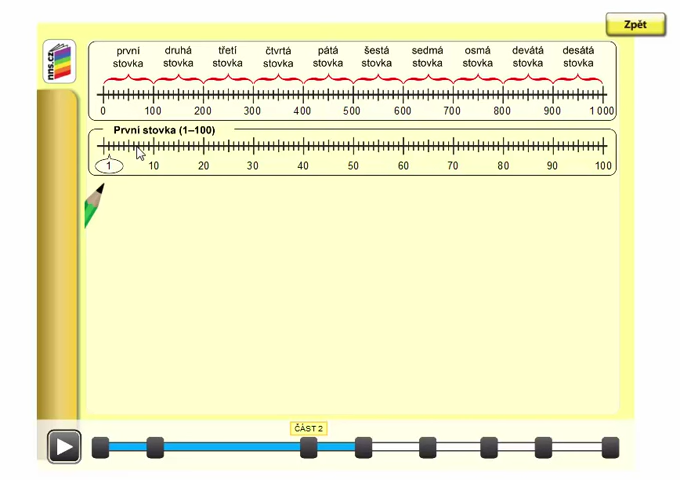 Zpět
nns.cz
první druhá třetí čtvrtá pátá šestá sedmá osmá devátá desátá
stovka stovka stovka stovka stovka stovka stovka stovka stovka stovka
0 100 200 300 400 500 600 700 800 900 1 000
První stovka (1–100)
1 10 20 30 40 50 60 70 80 90 100
ČÁST 2